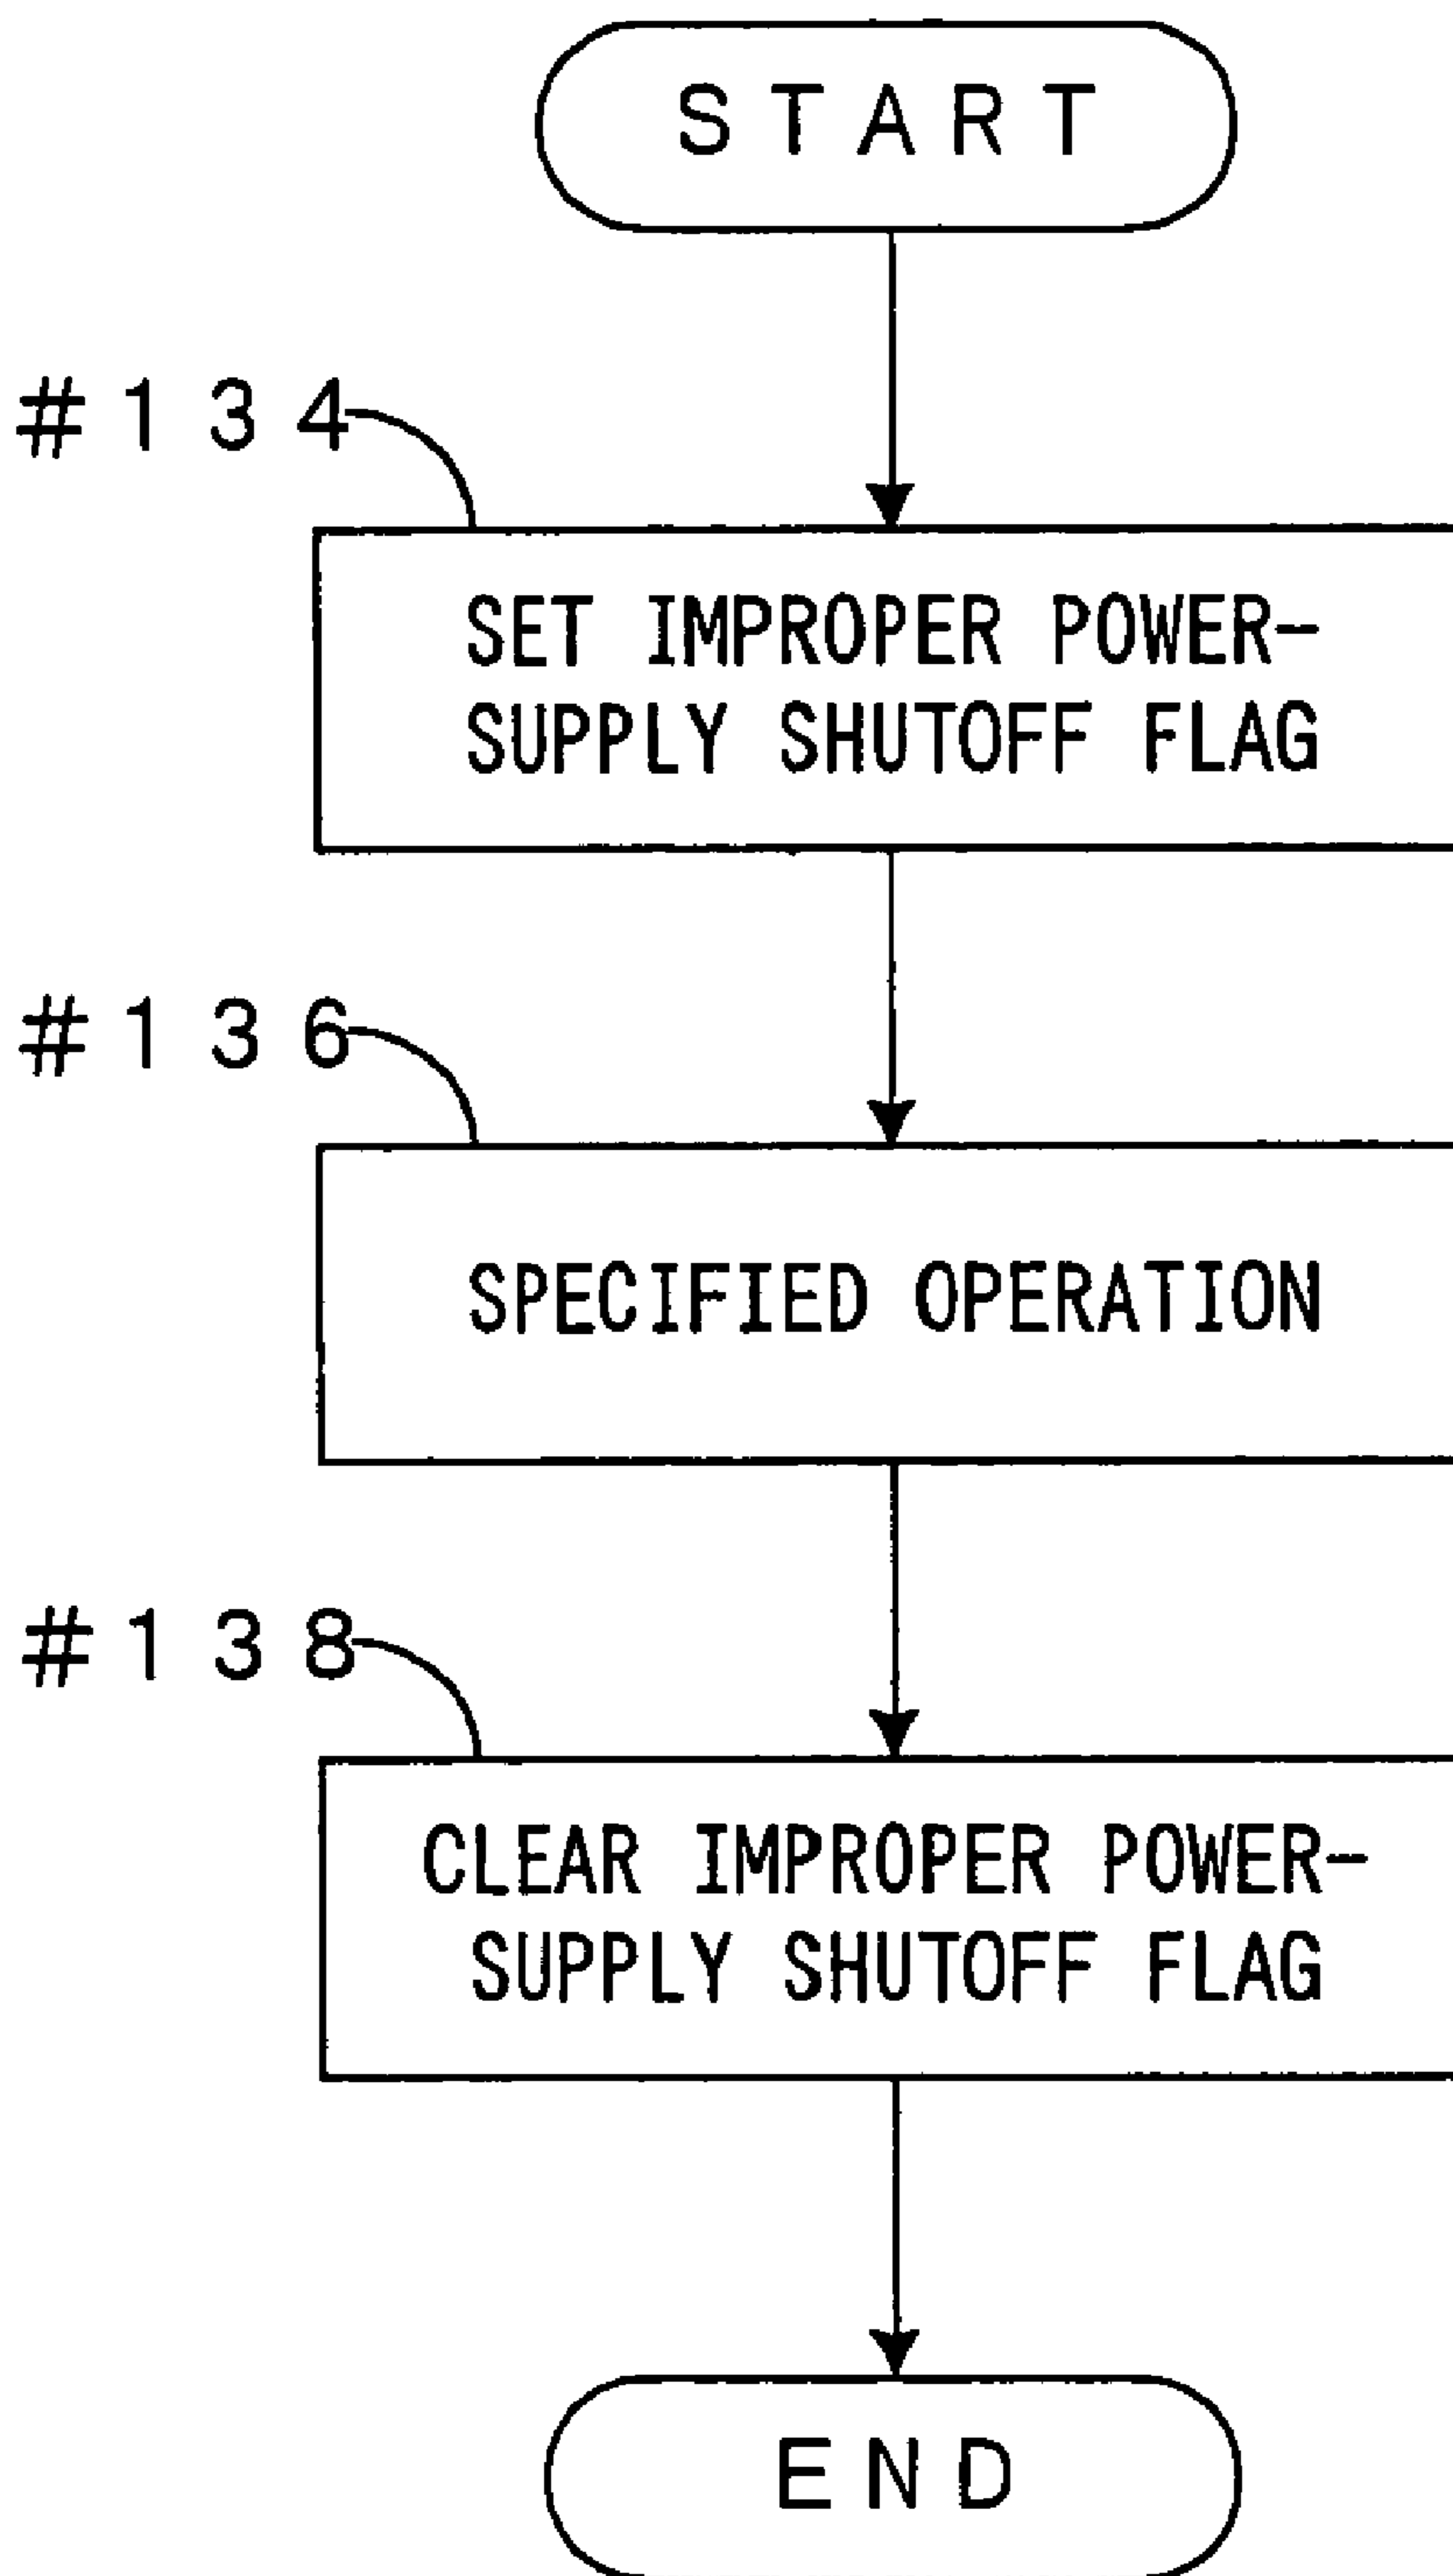 START
#134
SET IMPROPER POWER-
SUPPLY SHUTOFF FLAG
#136
SPECIFIED OPERATION
#138
CLEAR IMPROPER POWER-
SUPPLY SHUTOFF FLAG
END